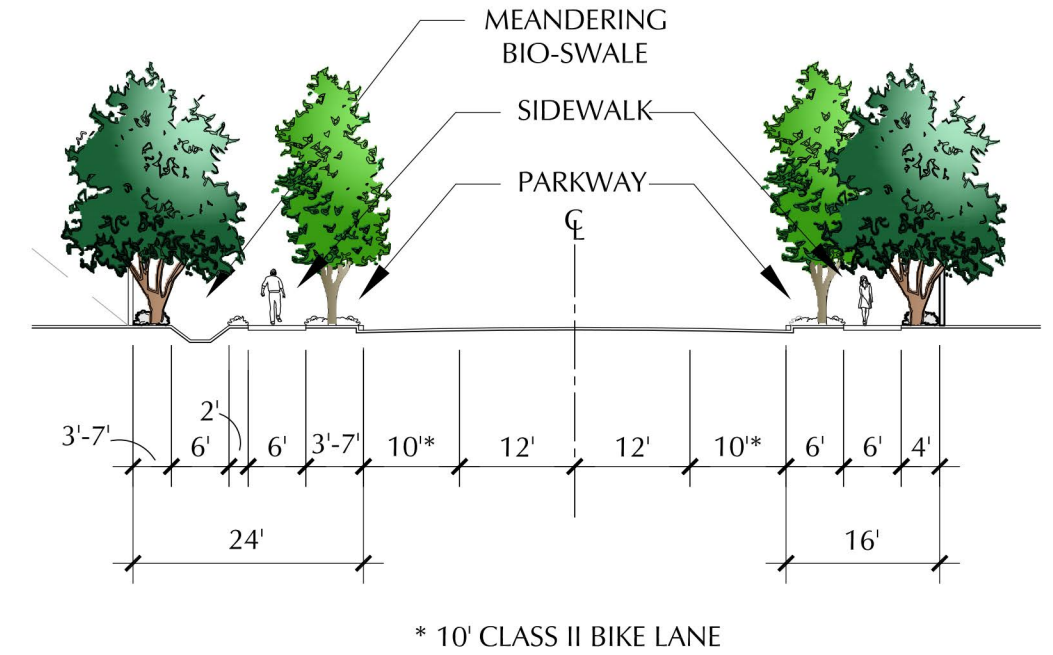 MEANDERING
BIO-SWALE
SIDEWALK
PARKWAY
℄
3'-7' 6' 2' 6' 3'-7' 10'* 12' 12' 10'* 6' 6' 4'
24' 16'
* 10' CLASS II BIKE LANE